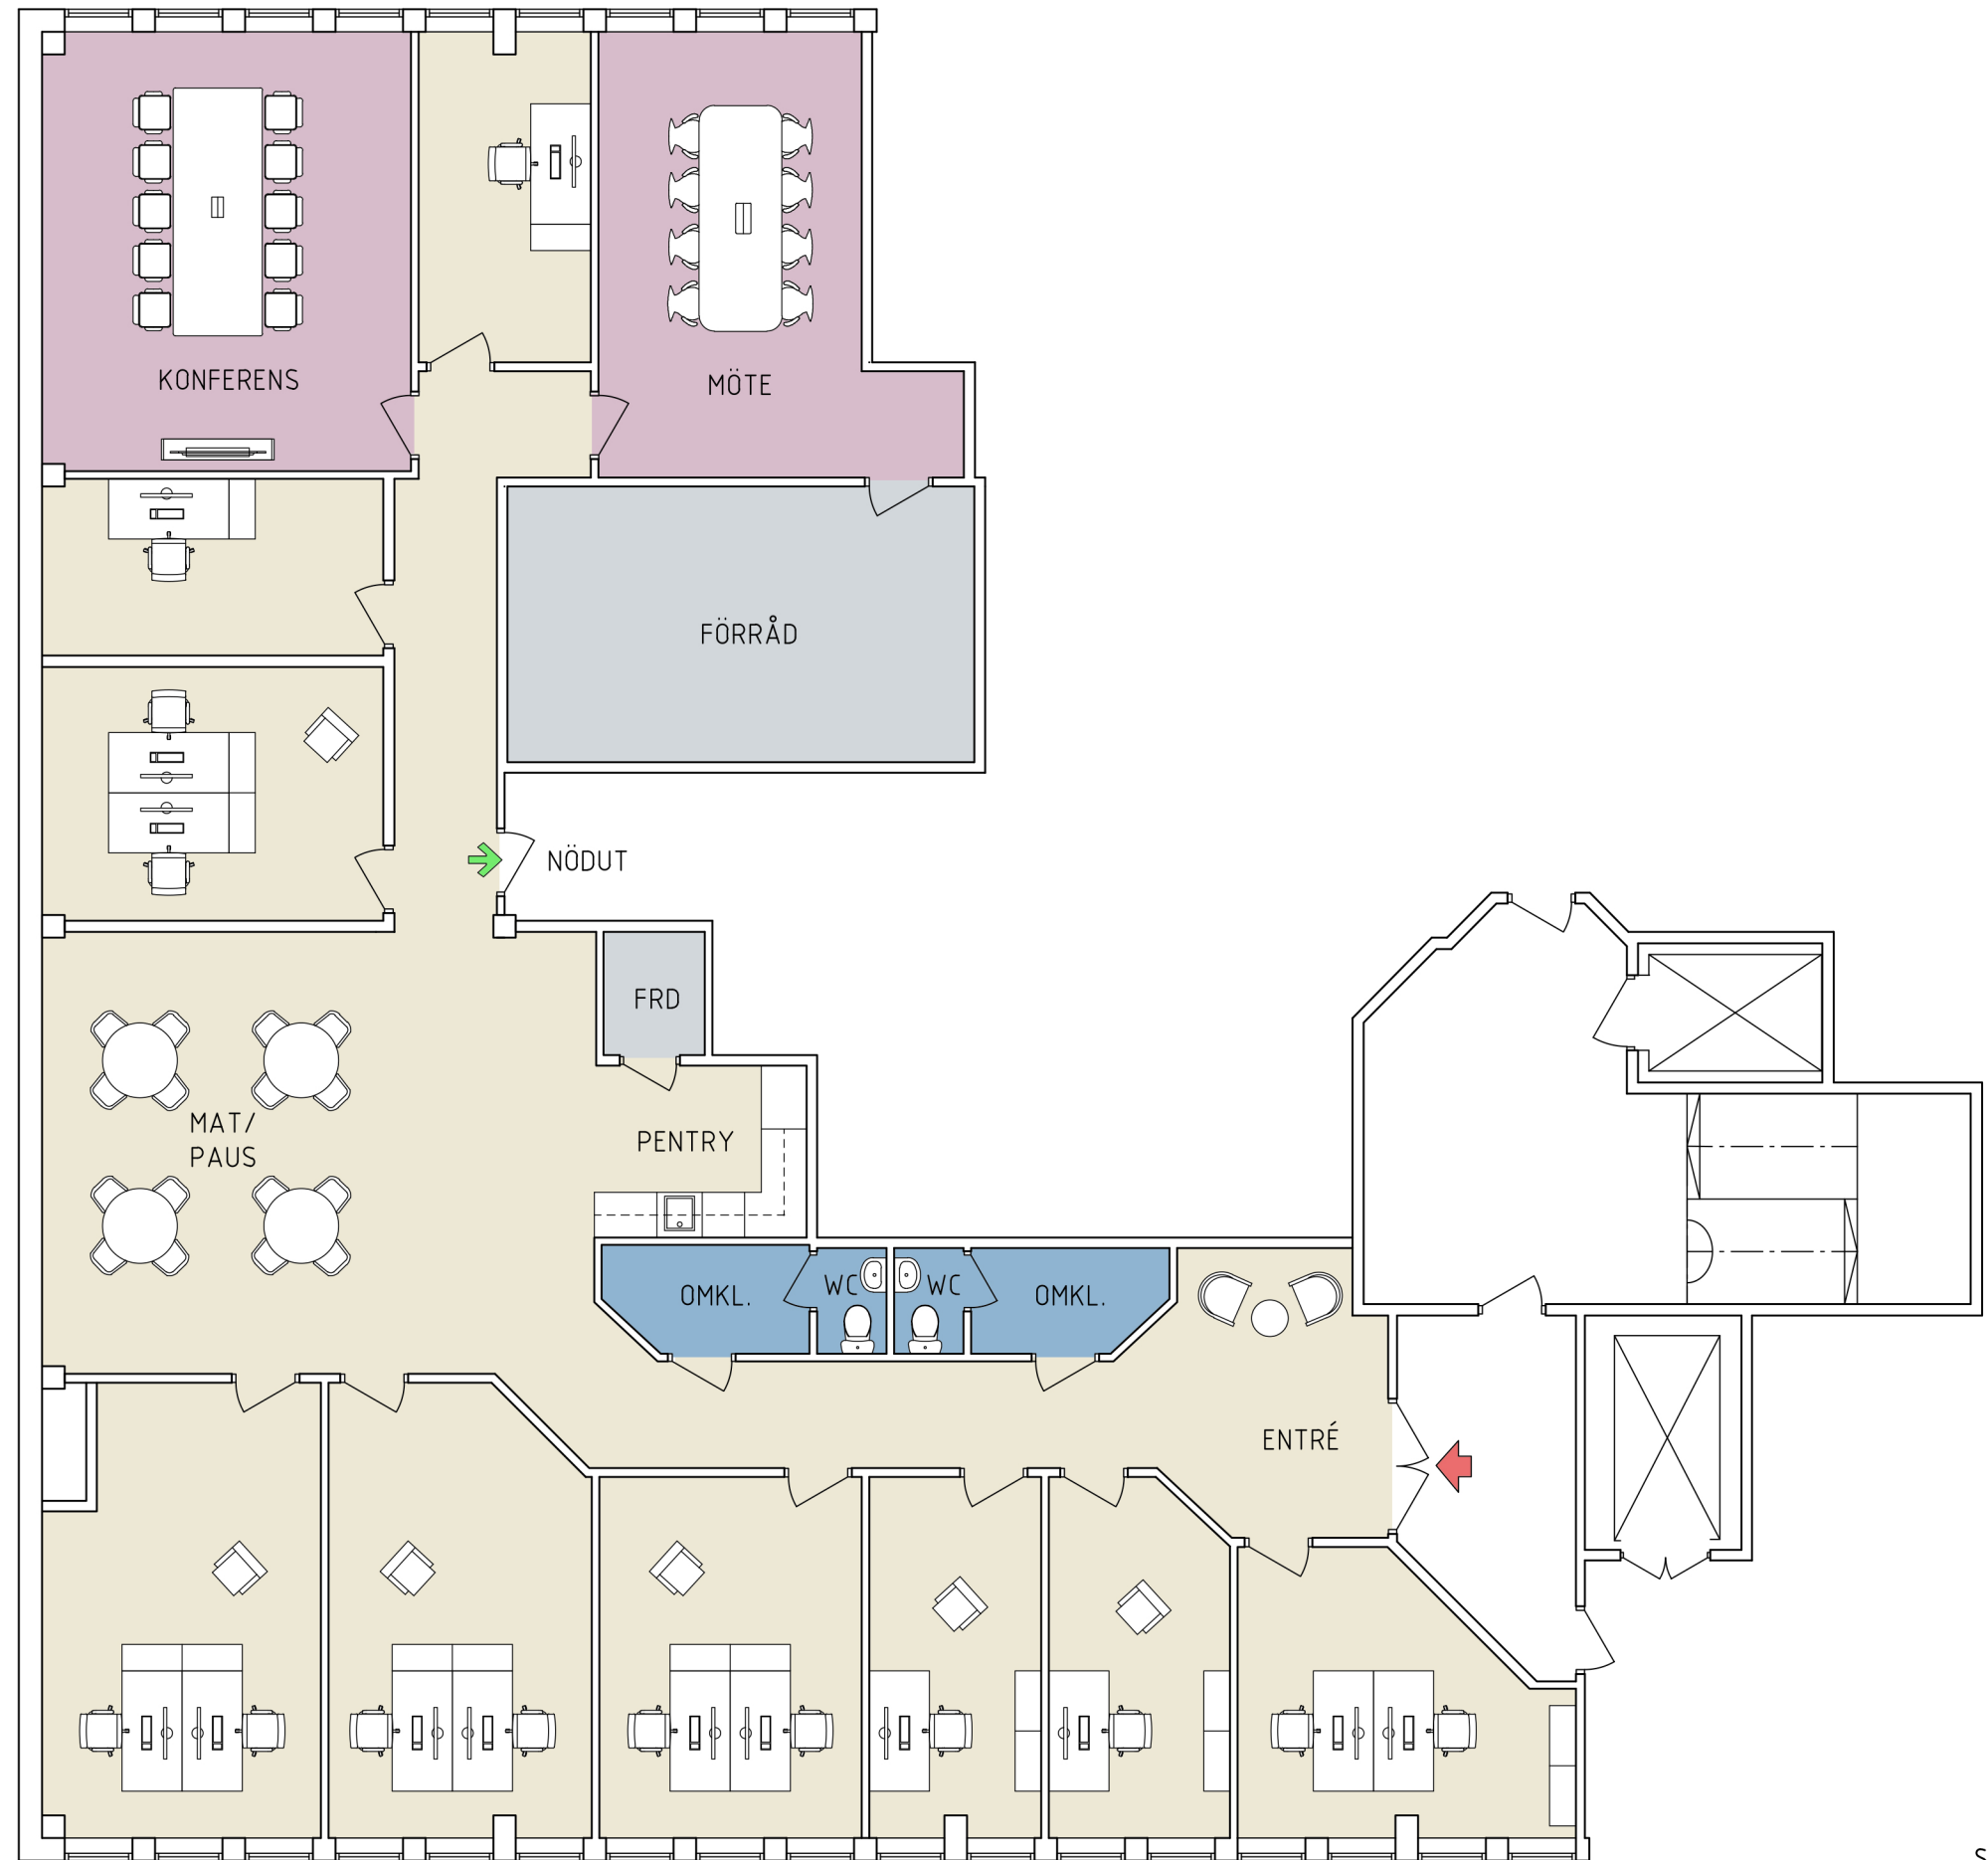 KONFERENS
MÖTE
FÖRRÅD
NÖDUT
FRD
MAT/
PAUS
PENTRY
OMKL.
WC
WC
OMKL.
ENTRÉ
S